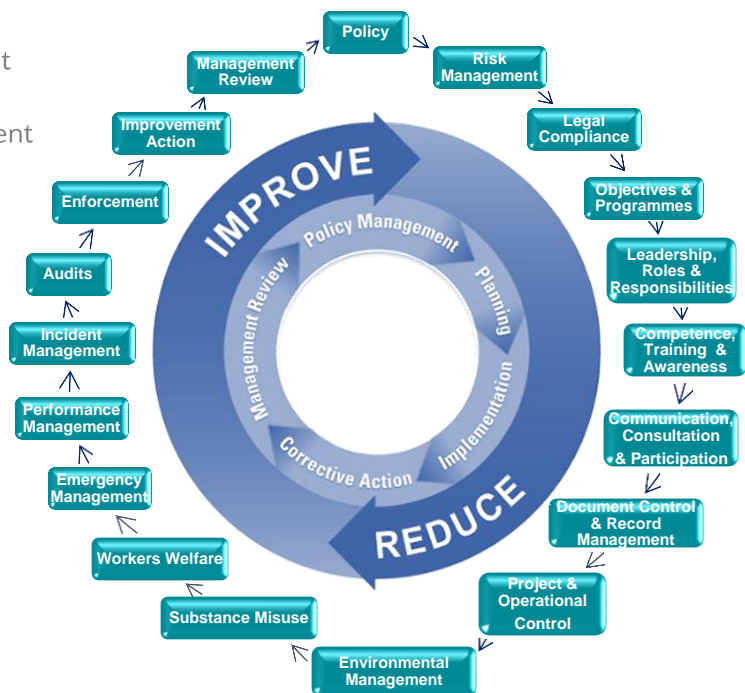 t
ent
Policy
Risk
Management
Legal
Compliance
Objectives &
Programmes
Leadership,
Roles &
Responsibilities
Competence,
Training &
Awareness
Communication,
Consultation
& Participation
Document Control
& Record
Management
Project &
Operational
Control
Environmental
Management
Substance Misuse
Workers Welfare
Emergency
Management
Performance
Management
Incident
Management
Audits
Enforcement
Improvement
Action
Management
Review
IMPROVE
REDUCE
Policy Management
Planning
Implementation
Corrective Action
Management Review